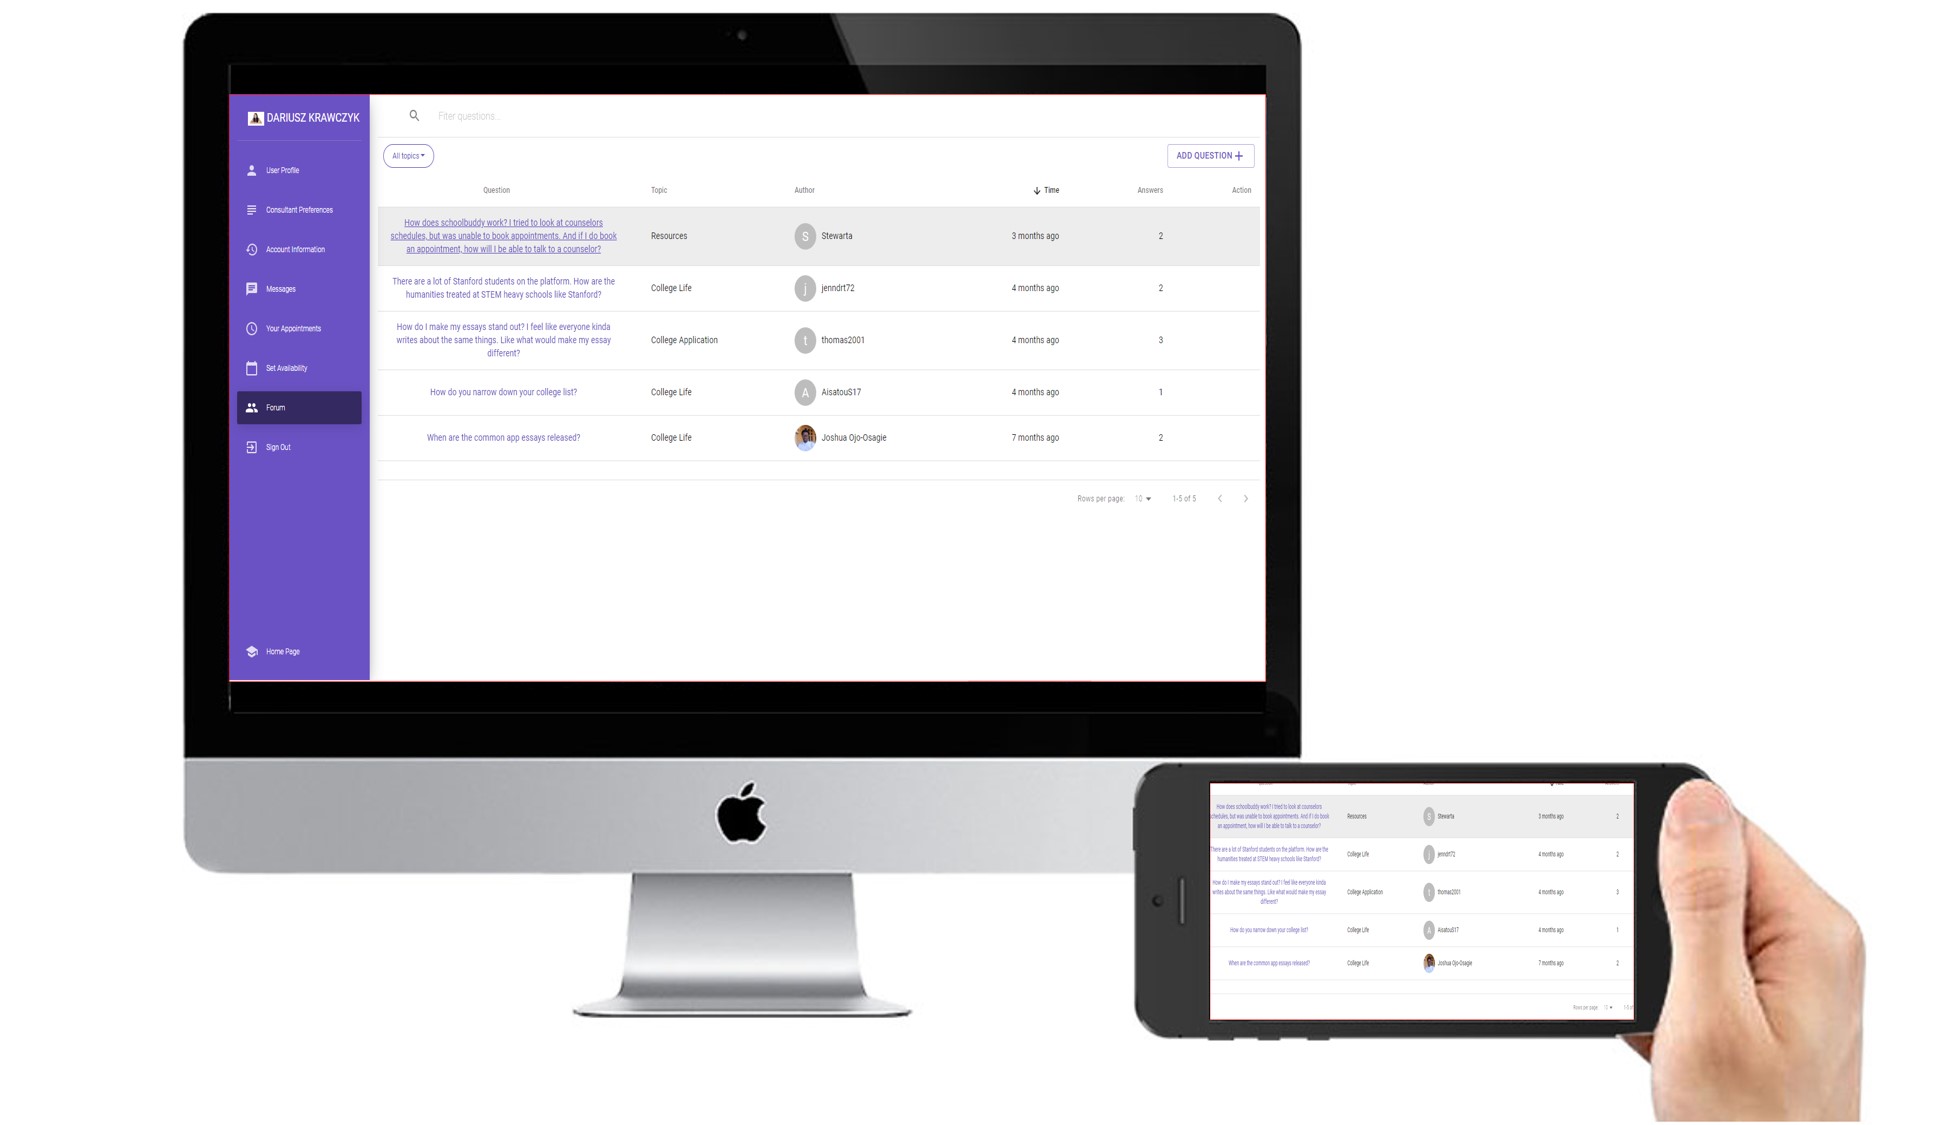 DARIUSZ KRAWCZYK
User Profile
Consultant Preferences
Account Information
Messages
Your Appointments
Set Availability
Forum
Sign Out
Home Page
Fiter questions...
All topics
ADD QUESTION
Question Topic Author Time Answers Action
How does schoolbuddy work? I tried to look at counselors
schedules, but was unable to book appointments. And if I do book
an appointment, how will I be able to talk to a counselor?
Resources S Stewarta 3 months ago 2
There are a lot of Stanford students on the platform. How are the
humanities treated at STEM heavy schools like Stanford?
College Life j jenndrt72 4 months ago 2
How do I make my essays stand out? I feel like everyone kinda
writes about the same things. Like what would make my essay
different?
College Application t thomas2001 4 months ago 3
How do you narrow down your college list? College Life A AisatouS17 4 months ago 1
When are the common app essays released? College Life Joshua Ojo-Osagie 7 months ago 2
Rows per page: 10 1-5 of 5
How does schoolbuddy work? I tried to look at counselors
schedules, but was unable to book appointments. And if I do book
an appointment, how will I be able to talk to a counselor?
Resources S Stewarta 3 months ago 2
There are a lot of Stanford students on the platform. How are the
humanities treated at STEM heavy schools like Stanford?
College Life j jenndrt72 4 months ago 2
How do I make my essays stand out? I feel like everyone kinda
writes about the same things. Like what would make my essay
different?
College Application t thomas2001 4 months ago 3
How do you narrow down your college list? College Life A AisatouS17 4 months ago 1
When are the common app essays released? College Life Joshua Ojo-Osagie 7 months ago 2
Rows per page: 10